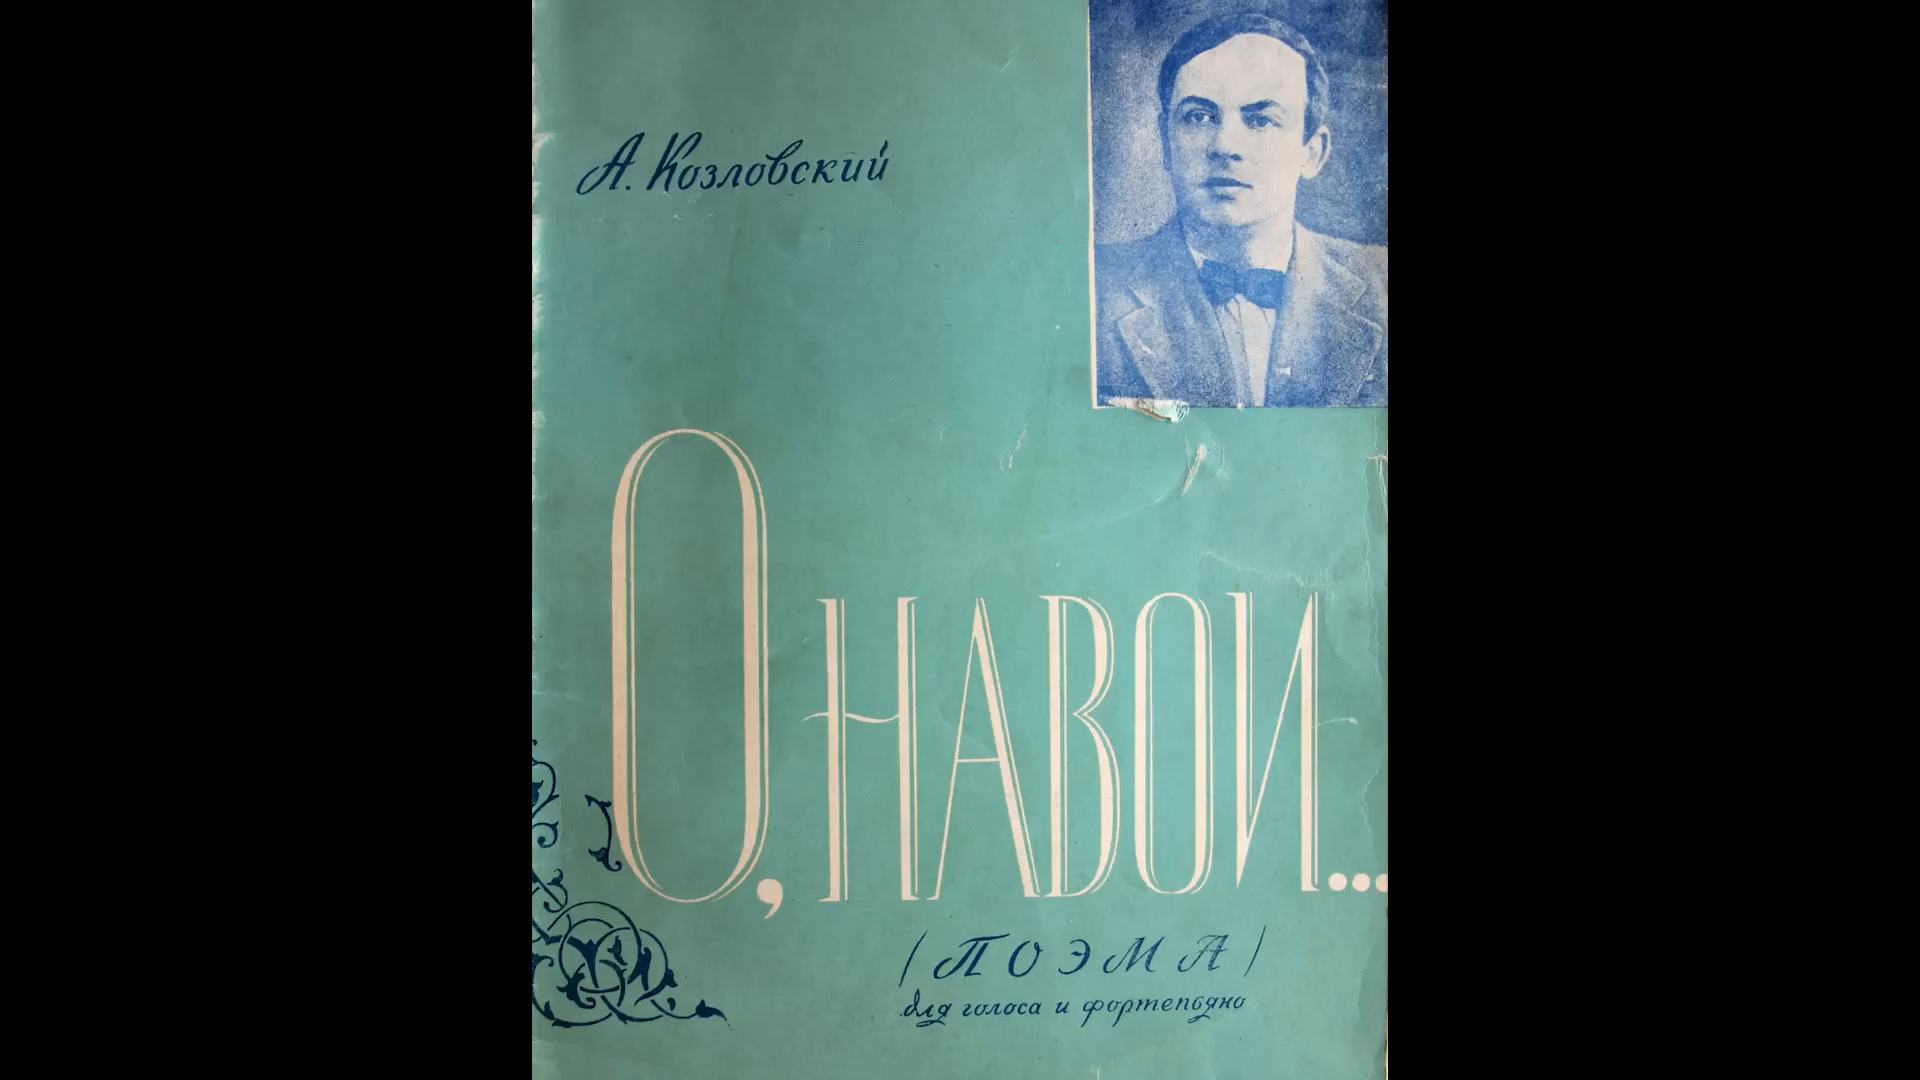 А. Козловский
О, НАВОИ...
(ПОЭМА)
для голоса и фортепьяно